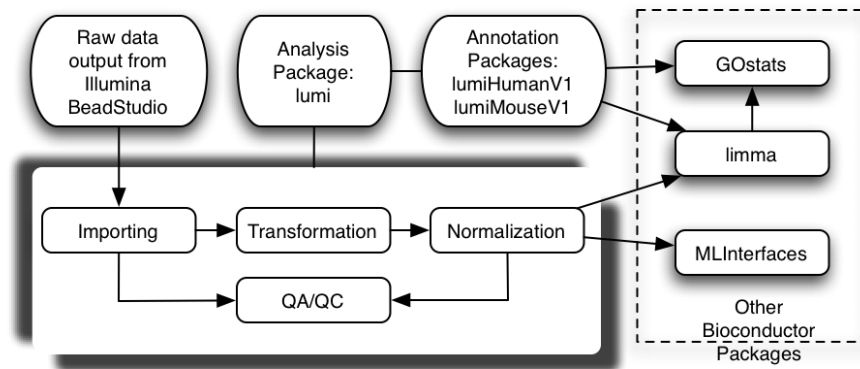 Raw data
output from
Illumina
BeadStudio
Analysis
Package:
lumi
Annotation
Packages:
lumiHumanV1
lumiMouseV1
GOstats
limma
Importing
Transformation
Normalization
MLInterfaces
QA/QC
Other
Bioconductor
Packages